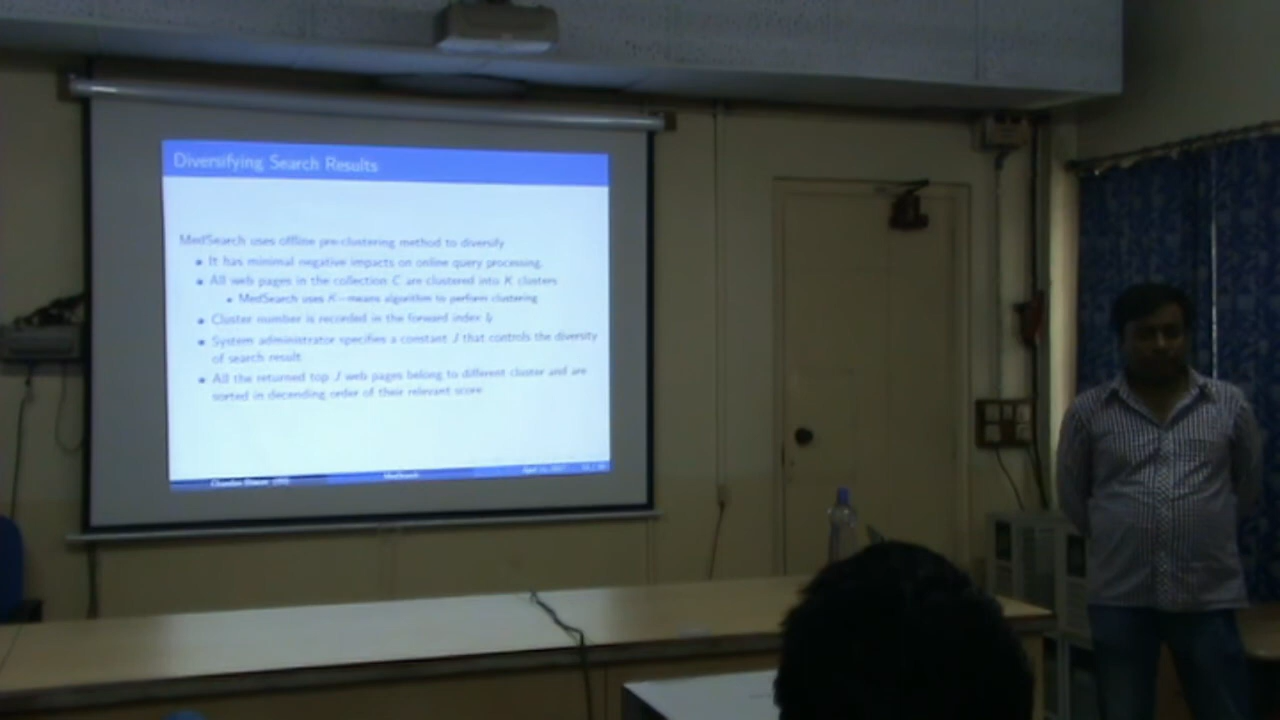 Diversifying Search Results
MedSearch uses offline pre-clustering method to diversify
It has minimal negative impacts on online query processing.
All web pages in the collection C are clustered into K clusters
MedSearch uses K-means algorithm to perform clustering
Cluster number is recorded in the forward index If
System administrator specifies a constant J that controls the diversity
of search result
All the returned top J web pages belong to different cluster and are
sorted in decending order of their relevant score
MedSearch